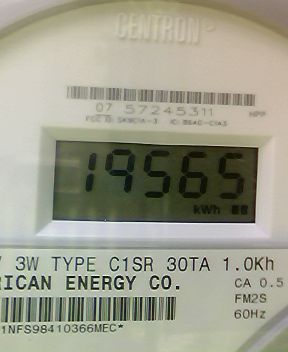 CENTRON
07 57245311
19565
kWh
3W TYPE C1SR 30TA 1.0Kh
RICAN ENERGY CO.
CA 0.5
FM2S
60Hz
1NFS98410366MEC*